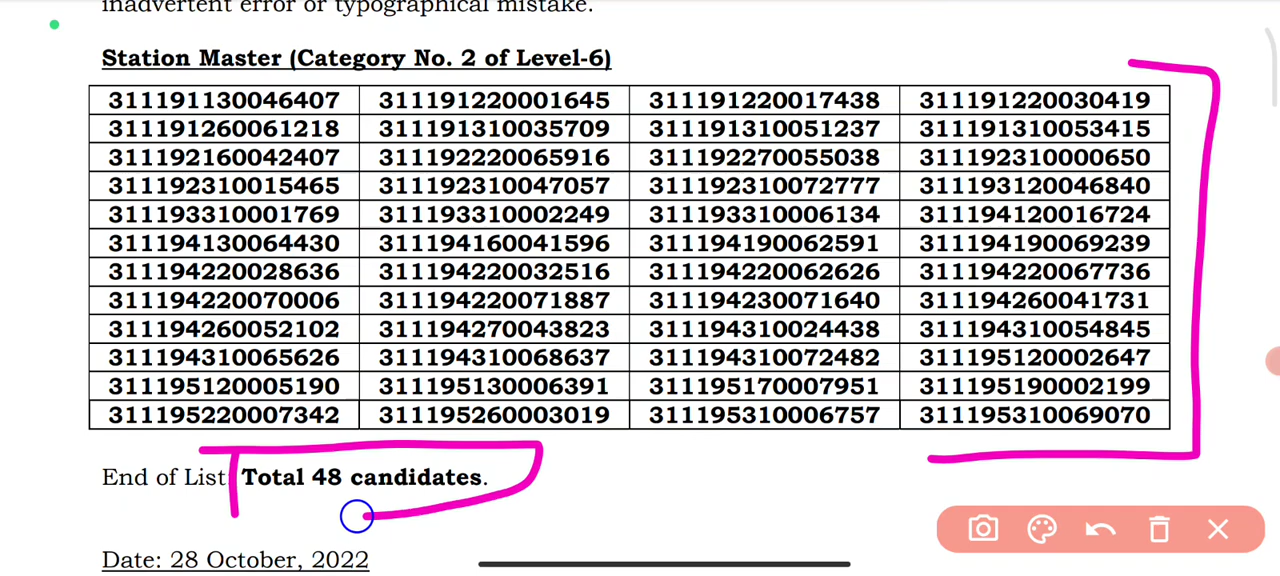 inadvertent error or typographical mistake.
Station Master (Category No. 2 of Level-6)
311191130046407 311191220001645 311191220017438 311191220030419
311191260061218 311191310035709 311191310051237 311191310053415
311192160042407 311192220065916 311192270055038 311192310000650
311192310015465 311192310047057 311192310072777 311193120046840
311193310001769 311193310002249 311193310006134 311194120016724
311194130064430 311194160041596 311194190062591 311194190069239
311194220028636 311194220032516 311194220062626 311194220067736
311194220070006 311194220071887 311194230071640 311194260041731
311194260052102 311194270043823 311194310024438 311194310054845
311194310065626 311194310068637 311194310072482 311195120002647
311195120005190 311195130006391 311195170007951 311195190002199
311195220007342 311195260003019 311195310006757 311195310069070
End of List: Total 48 candidates.
Date: 28 October, 2022